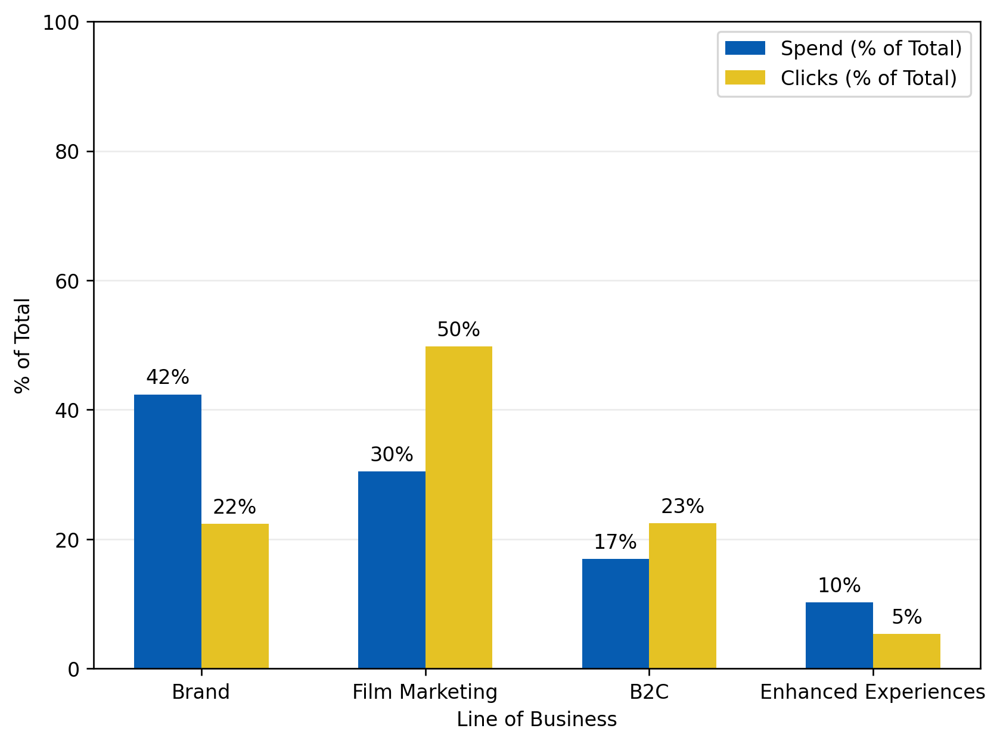 100
80
60
40
20
0
% of Total
Spend (% of Total)
Clicks (% of Total)
42%
22%
30%
50%
17%
23%
10%
5%
Brand
Film Marketing
B2C
Enhanced Experiences
Line of Business